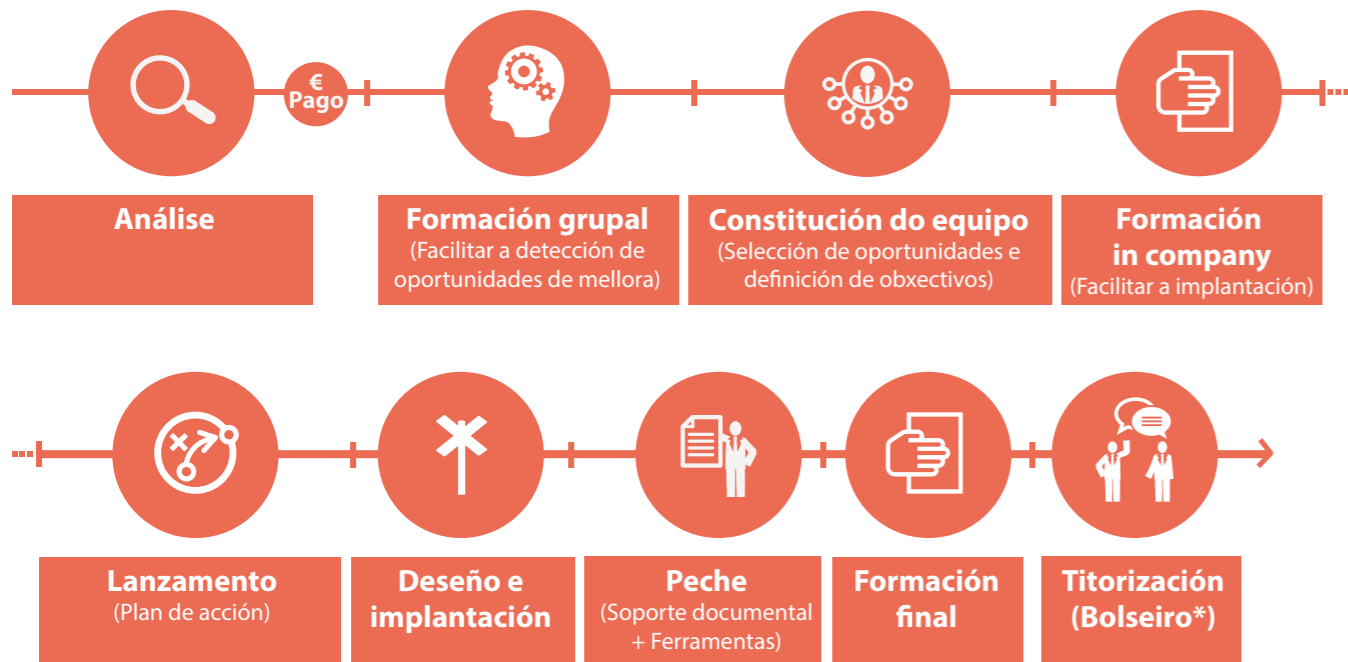 €
Pago
Análise
Formación grupal
(Facilitar a detección de
oportunidades de mellora)
Constitución do equipo
(Selección de oportunidades e
definición de obxectivos)
Formación
in company
(Facilitar a implantación)
Lanzamento
(Plan de acción)
Deseño e
implantación
Peche
(Soporte documental
+ Ferramentas)
Formación
final
Titorización
(Bolseiro*)